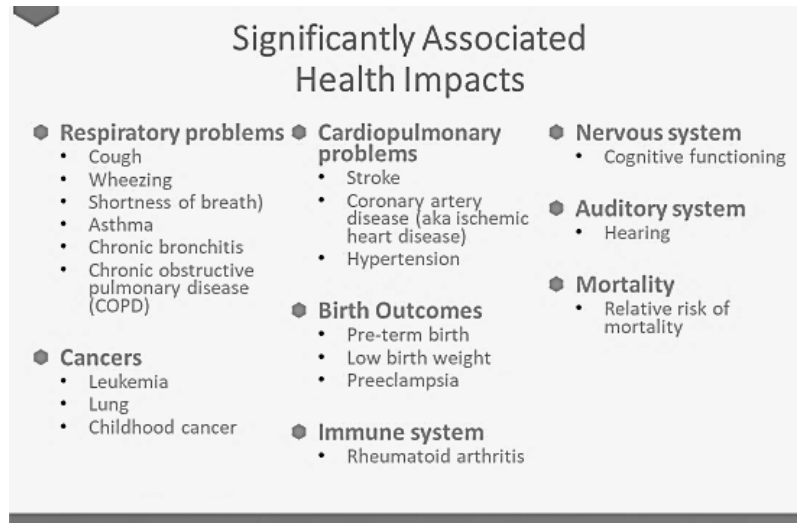 Significantly Associated
Health Impacts
Respiratory problems
• Cough
• Wheezing
• Shortness of breath)
• Asthma
• Chronic bronchitis
• Chronic obstructive
pulmonary disease
(COPD)
Cancers
• Leukemia
• Lung
• Childhood cancer
Cardiopulmonary
problems
• Stroke
• Coronary artery
disease (aka ischemic
heart disease)
• Hypertension
Birth Outcomes
• Pre-term birth
• Low birth weight
• Preeclampsia
Immune system
• Rheumatoid arthritis
Nervous system
• Cognitive functioning
Auditory system
• Hearing
Mortality
• Relative risk of
mortality